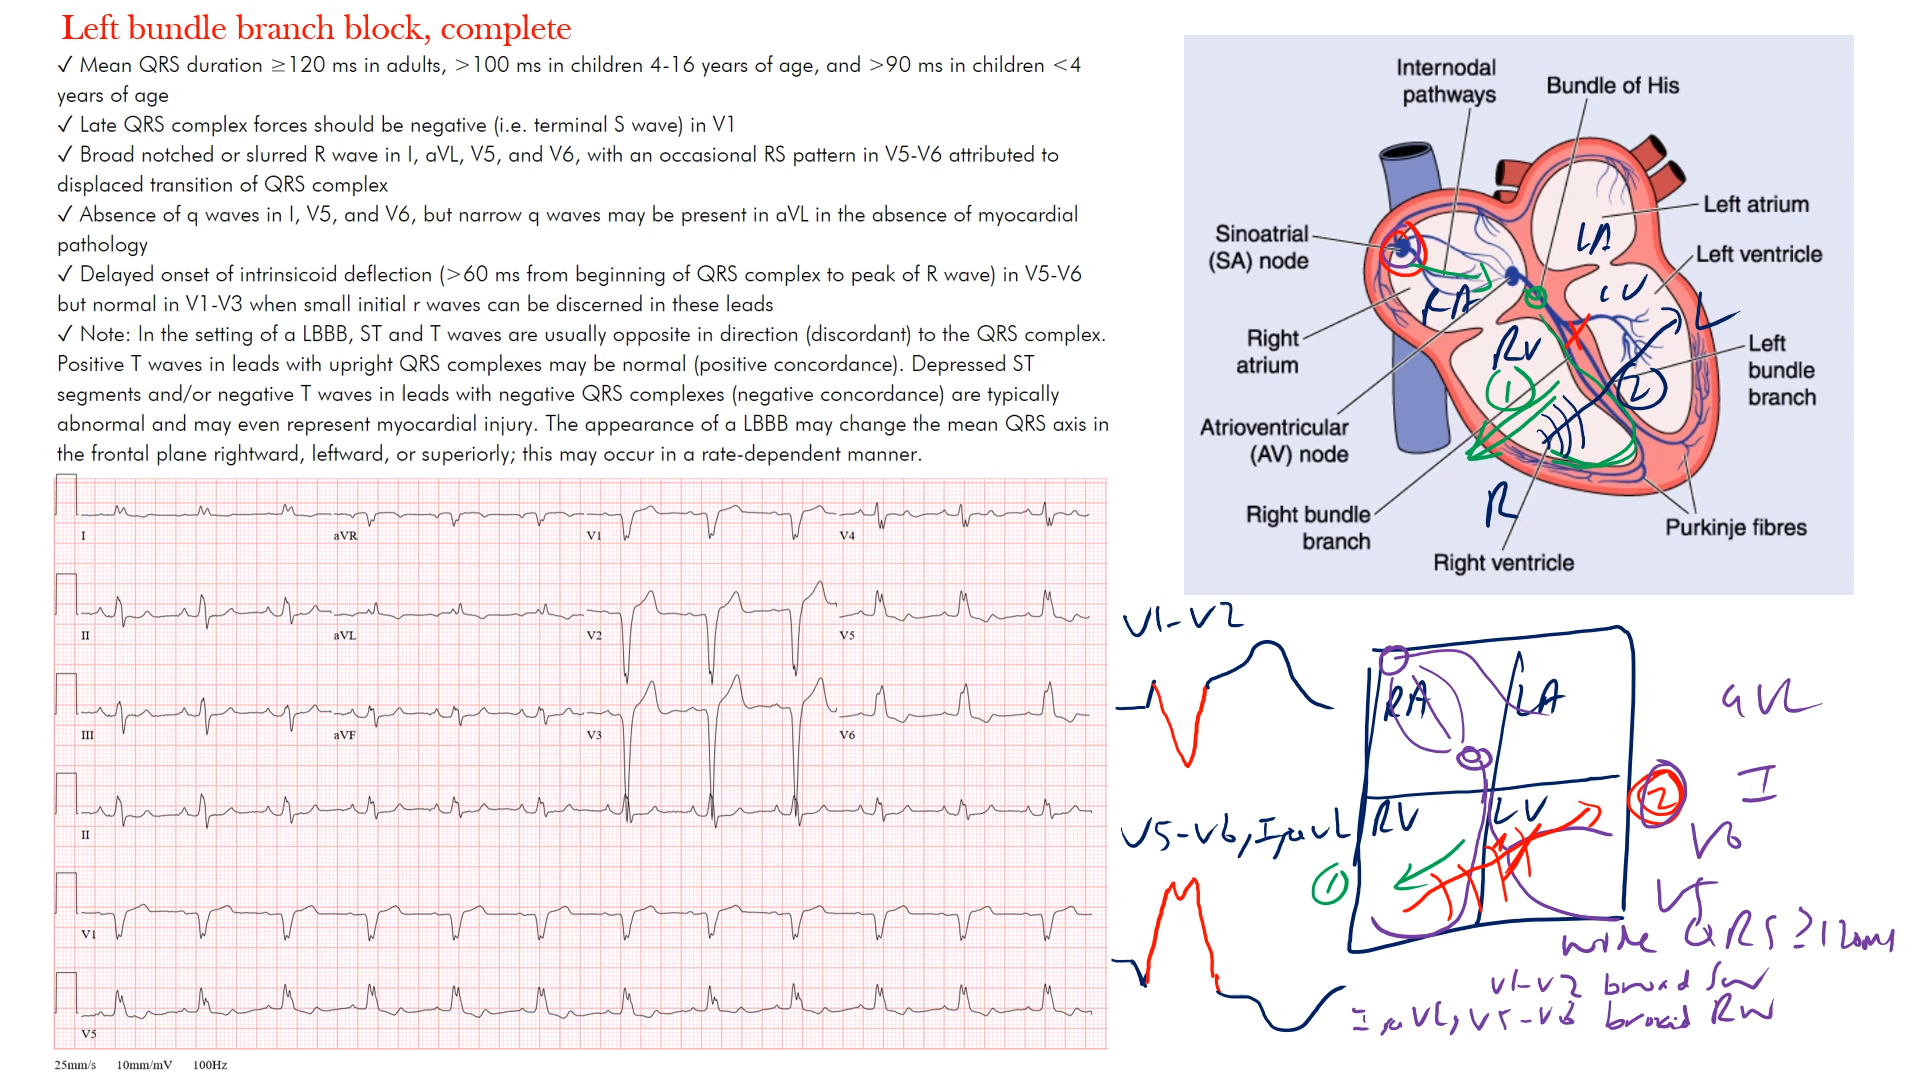 Left bundle branch block, complete
✓ Mean QRS duration ≥120 ms in adults, >100 ms in children 4-16 years of age, and >90 ms in children <4
years of age
✓ Late QRS complex forces should be negative (i.e. terminal S wave) in V1
✓ Broad notched or slurred R wave in I, aVL, V5, and V6, with an occasional RS pattern in V5-V6 attributed to
displaced transition of QRS complex
✓ Absence of q waves in I, V5, and V6, but narrow q waves may be present in aVL in the absence of myocardial
pathology
✓ Delayed onset of intrinsicoid deflection (>60 ms from beginning of QRS complex to peak of R wave) in V5-V6
but normal in V1-V3 when small initial r waves can be discerned in these leads
✓ Note: In the setting of a LBBB, ST and T waves are usually opposite in direction (discordant) to the QRS complex.
Positive T waves in leads with upright QRS complexes may be normal (positive concordance). Depressed ST
segments and/or negative T waves in leads with negative QRS complexes (negative concordance) are typically
abnormal and may even represent myocardial injury. The appearance of a LBBB may change the mean QRS axis in
the frontal plane rightward, leftward, or superiorly; this may occur in a rate-dependent manner.
I aVR V1 V4
II aVL V2 V5
III aVF V3 V6
II
V1
V5
25mm/s 10mm/mV 100Hz
Internodal
pathways
Bundle of His
Left atrium
Sinoatrial
(SA) node
Left ventricle
Right
atrium
Left
bundle
branch
Atrioventricular
(AV) node
Right bundle
branch
Right ventricle
Purkinje fibres
LA
RA
LV
L
RV
1
2
R
V1-V2
RA
LA
aVL
I
2
V5-V6, I, aVL
RV
LV
V6
1
V5
wide QRS ≥120ms
V1-V2 broad SW
I, aVL, V5-V6 broad RW